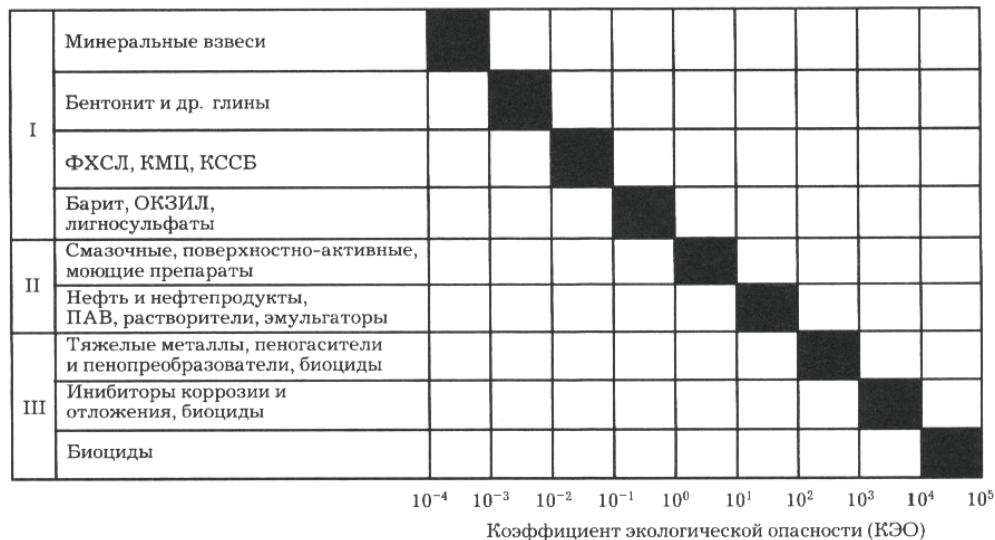 I
Минеральные взвеси
Бентонит и др. глины
ФХСЛ, КМЦ, КССБ
Барит, ОКЗИЛ,
лигносульфаты
II
Смазочные, поверхностно-активные,
моющие препараты
Нефть и нефтепродукты,
ПАВ, растворители, эмульгаторы
III
Тяжелые металлы, пеногасители
и пенопреобразователи, биоциды
Инибиторы коррозии и
отложения, биоциды
Биоциды
10⁻⁴ 10⁻³ 10⁻² 10⁻¹ 10⁰ 10¹ 10² 10³ 10⁴ 10⁵
Коэффициент экологической опасности (КЭО)